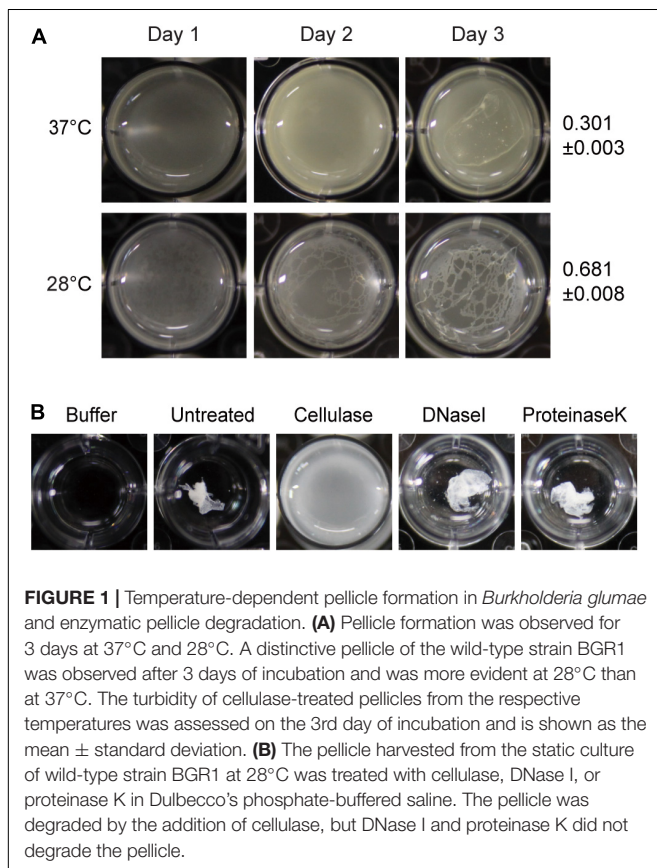 A
Day 1 Day 2 Day 3
37°C
0.301
±0.003
28°C
0.681
±0.008
B
Buffer Untreated Cellulase DNaseI ProteinaseK
FIGURE 1 | Temperature-dependent pellicle formation in Burkholderia glumae
and enzymatic pellicle degradation. (A) Pellicle formation was observed for
3 days at 37°C and 28°C. A distinctive pellicle of the wild-type strain BGR1
was observed after 3 days of incubation and was more evident at 28°C than
at 37°C. The turbidity of cellulase-treated pellicles from the respective
temperatures was assessed on the 3rd day of incubation and is shown as the
mean ± standard deviation. (B) The pellicle harvested from the static culture
of wild-type strain BGR1 at 28°C was treated with cellulase, DNase I, or
proteinase K in Dulbecco's phosphate-buffered saline. The pellicle was
degraded by the addition of cellulase, but DNase I and proteinase K did not
degrade the pellicle.